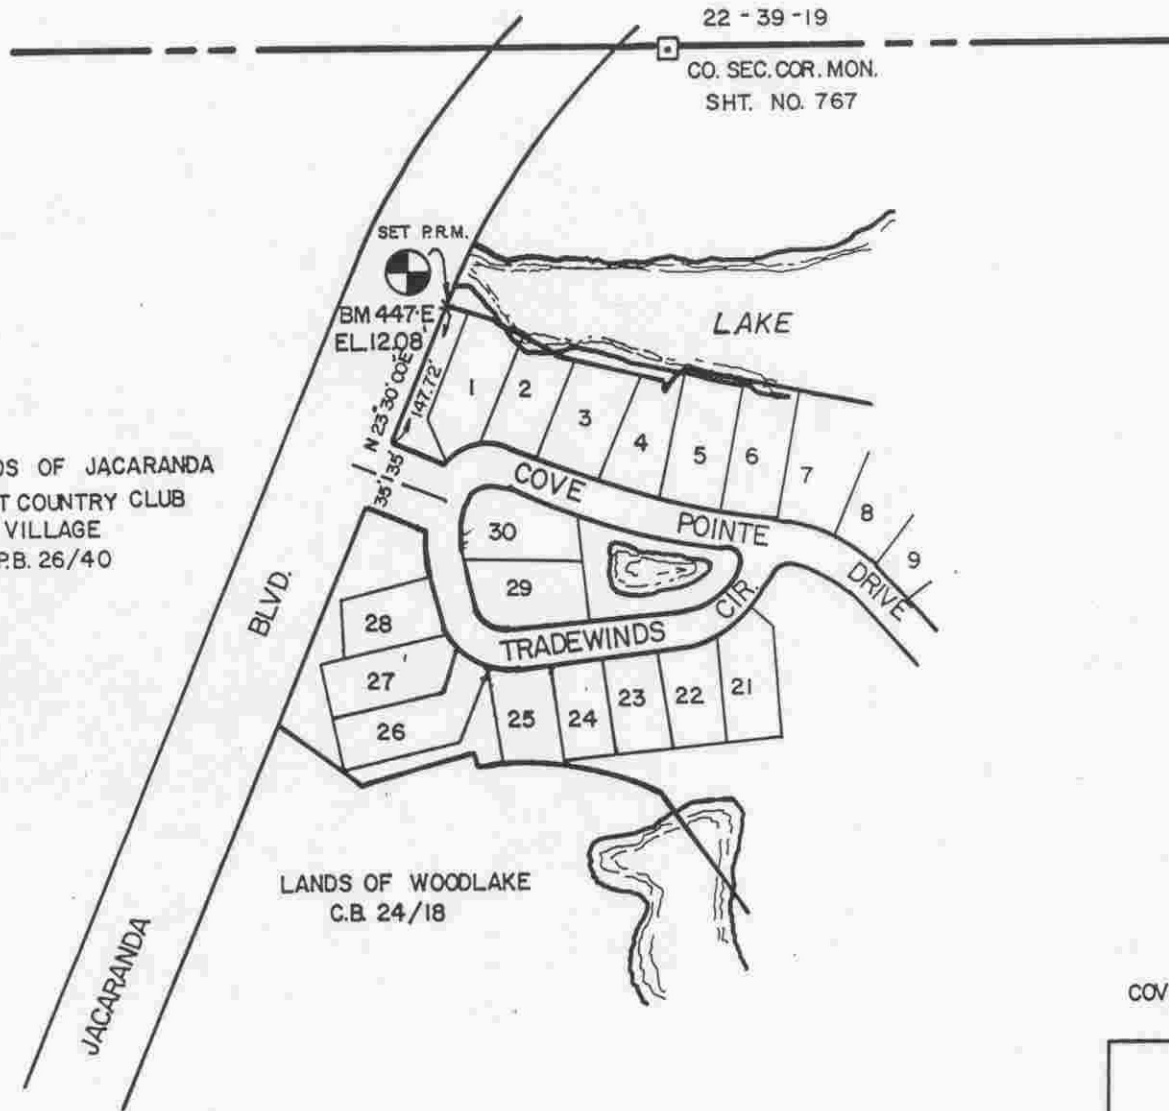 22 - 39 - 19
CO. SEC. COR. MON.
SHT. NO. 767
SET P.R.M.
BM 447-E
EL. 12.08'
LAKE
N 23° 30' 00" E
147.72'
35' 35'
1
2
3
4
5
6
7
8
9
OF JACARANDA
COUNTRY CLUB
VILLAGE
P.B. 26/40
COVE
POINTE
DRIVE
30
29
TRADEWINDS
CIR.
BLVD.
28
27
26
25
24
23
22
21
LANDS OF WOODLAKE
C.B. 24/18
JACARANDA
COV